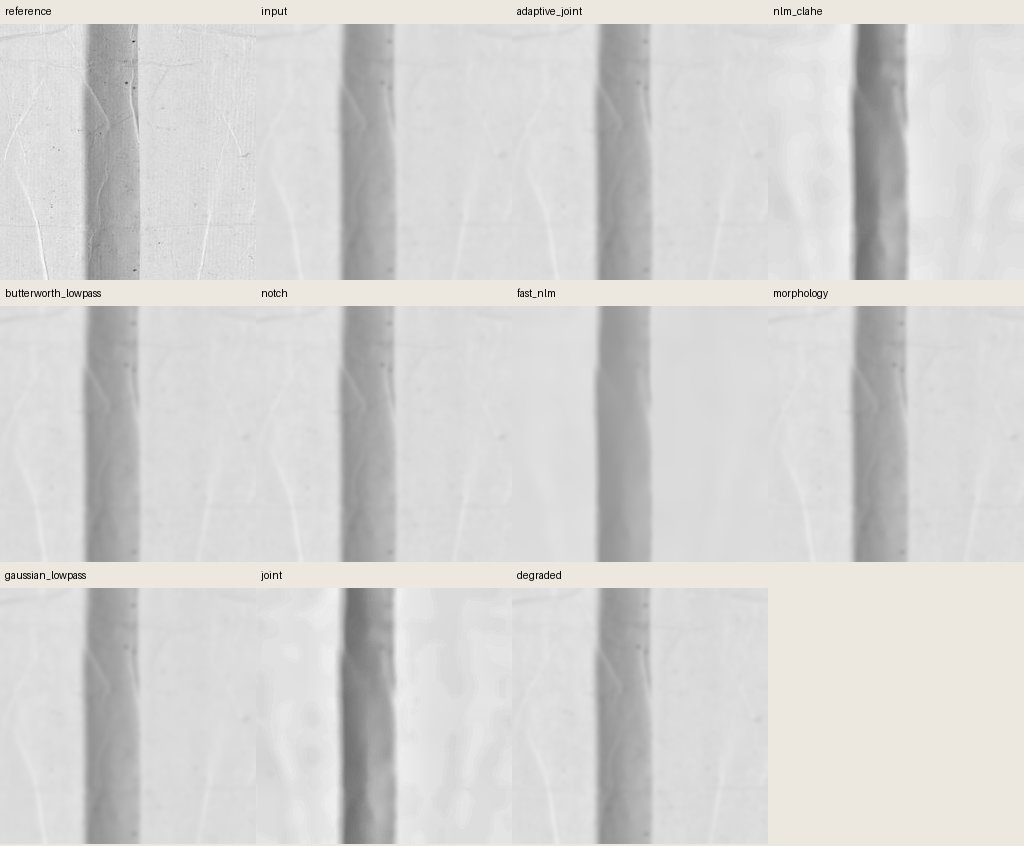 reference input adaptive_joint nlm_clahe
butterworth_lowpass notch fast_nlm morphology
gaussian_lowpass joint degraded